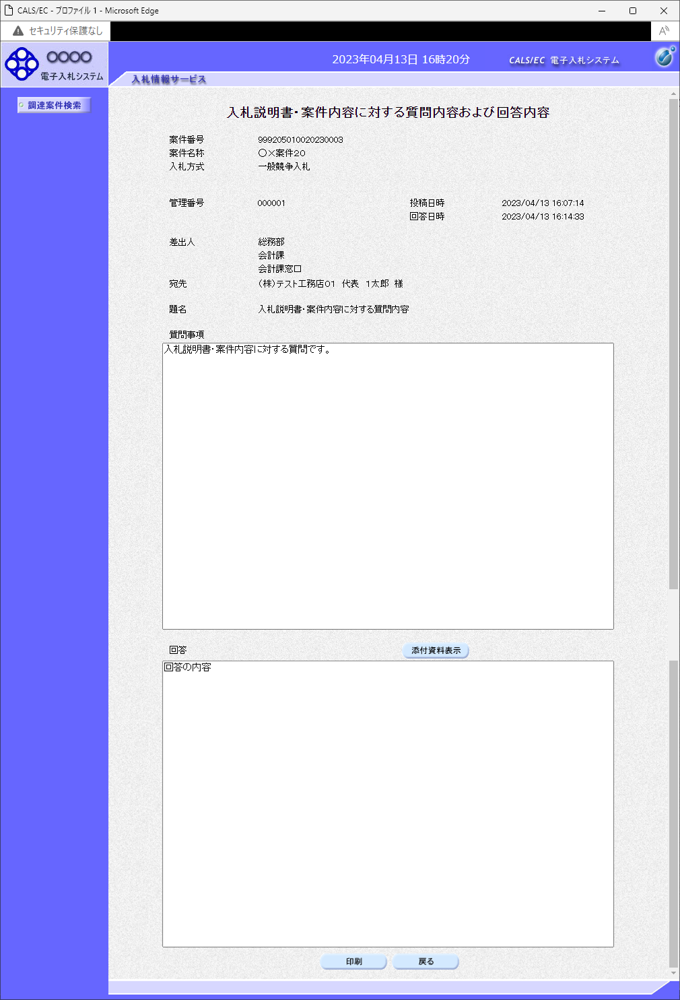 CALS/EC - プロファイル 1 - Microsoft Edge
セキュリティ保護なし
〇〇〇〇
電子入札システム
2023年04月13日 16時20分
CALS/EC 電子入札システム
入札情報サービス
調達案件検索
入札説明書・案件内容に対する質問内容および回答内容
案件番号 999205010020230003
案件名称 〇×案件２０
入札方式 一般競争入札
管理番号 000001 投稿日時 2023/04/13 16:07:14
回答日時 2023/04/13 16:14:33
差出人 総務部
会計課
会計課窓口
宛先 （株）テスト工務店０１　代表　１太郎　様
題名 入札説明書・案件内容に対する質問内容
質問事項
入札説明書・案件内容に対する質問です。
回答 添付資料表示
回答の内容
印刷 戻る